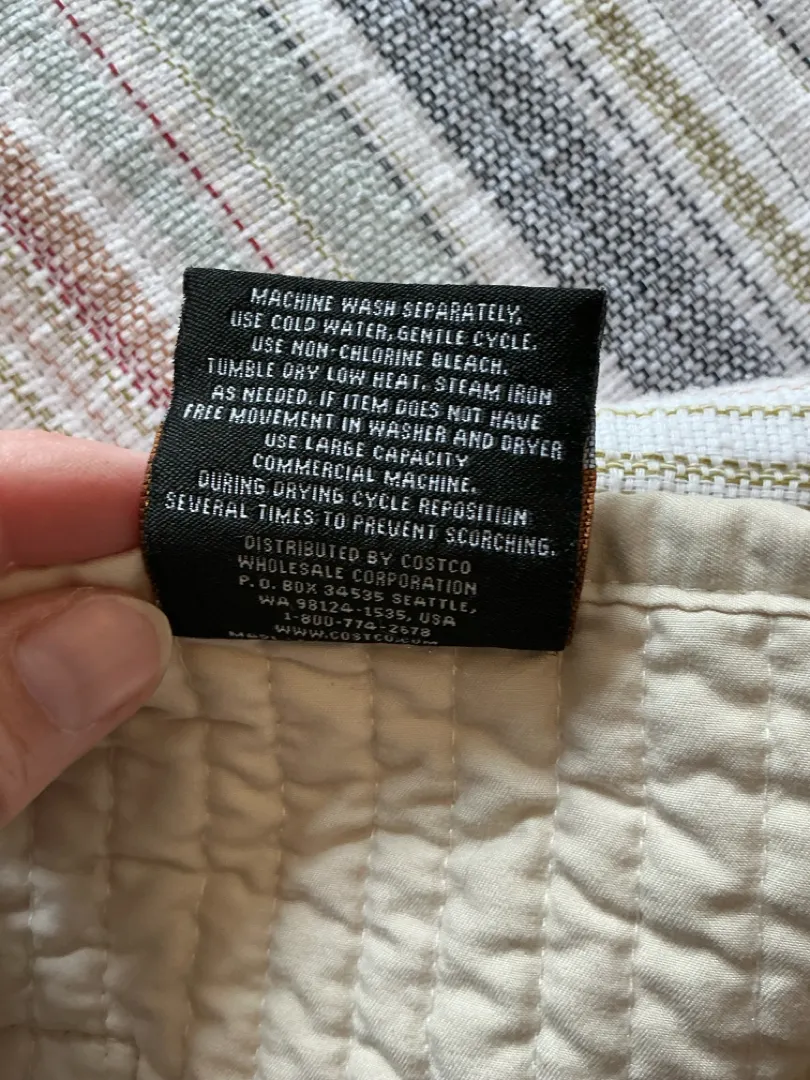 MACHINE WASH SEPARATELY,
USE COLD WATER, GENTLE CYCLE.
USE NON-CHLORINE BLEACH.
TUMBLE DRY LOW HEAT. STEAM IRON
AS NEEDED. IF ITEM DOES NOT HAVE
FREE MOVEMENT IN WASHER AND DRYER
USE LARGE CAPACITY
COMMERCIAL MACHINE.
DURING DRYING CYCLE REPOSITION
SEVERAL TIMES TO PREVENT SCORCHING.
DISTRIBUTED BY COSTCO
WHOLESALE CORPORATION
P.O. BOX 34535 SEATTLE,
WA 98124-1535, USA
1-800-774-2678
WWW.COSTCO.COM